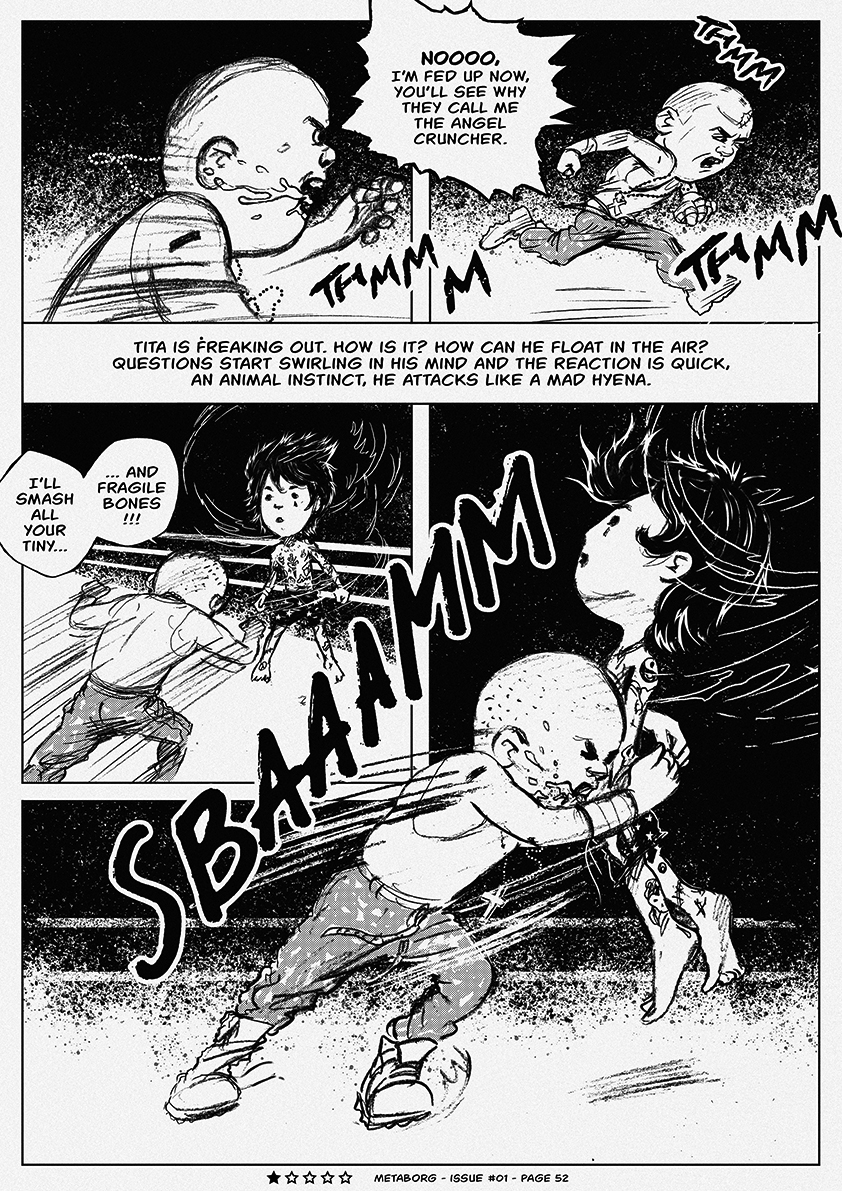 NOOOO,
I'M FED UP NOW,
YOU'LL SEE WHY
THEY CALL ME
THE ANGEL
CRUNCHER.
THMMM
THMM
M
THMMM
TITA IS FREAKING OUT. HOW IS IT? HOW CAN HE FLOAT IN THE AIR?
QUESTIONS START SWIRLING IN HIS MIND AND THE REACTION IS QUICK,
AN ANIMAL INSTINCT, HE ATTACKS LIKE A MAD HYENA.
I'LL
SMASH
ALL
YOUR
TINY...
... AND
FRAGILE
BONES
!!!
SBAAAMMM
METABORG - ISSUE #01 - PAGE 52